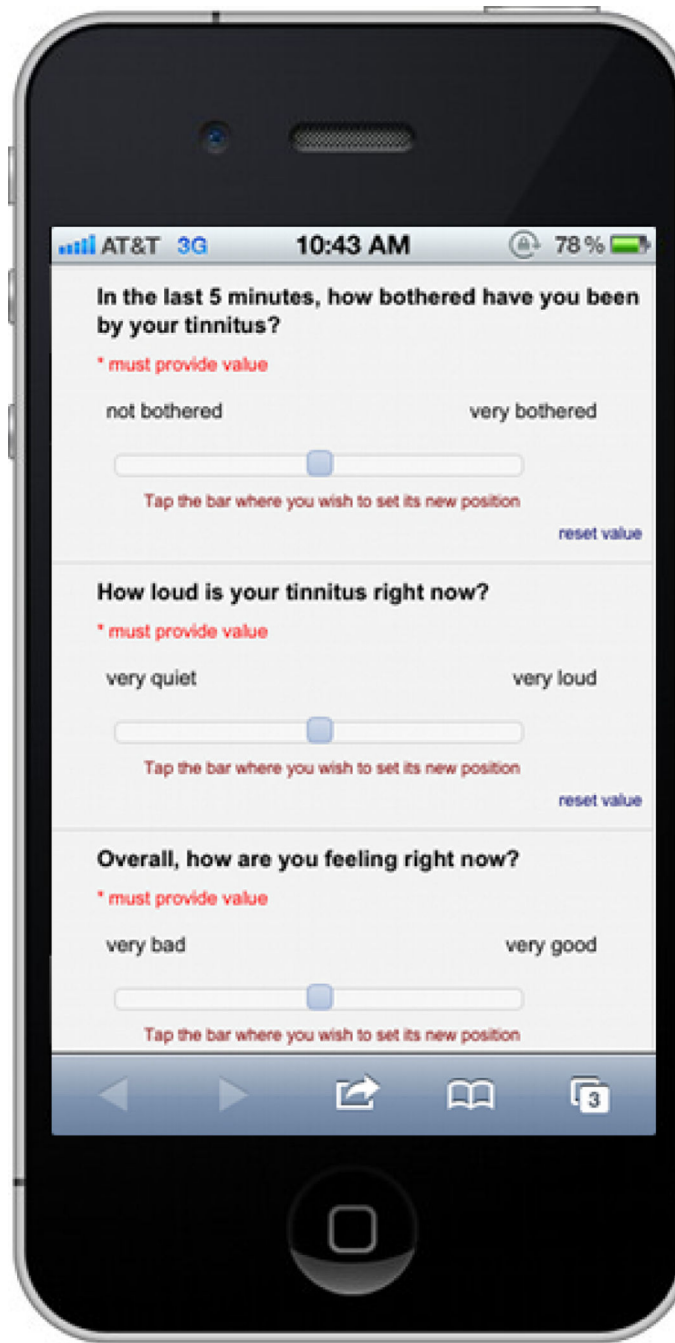 AT&T 3G 10:43 AM 78%
In the last 5 minutes, how bothered have you been
by your tinnitus?
* must provide value
not bothered very bothered
Tap the bar where you wish to set its new position
reset value
How loud is your tinnitus right now?
* must provide value
very quiet very loud
Tap the bar where you wish to set its new position
reset value
Overall, how are you feeling right now?
* must provide value
very bad very good
Tap the bar where you wish to set its new position
3